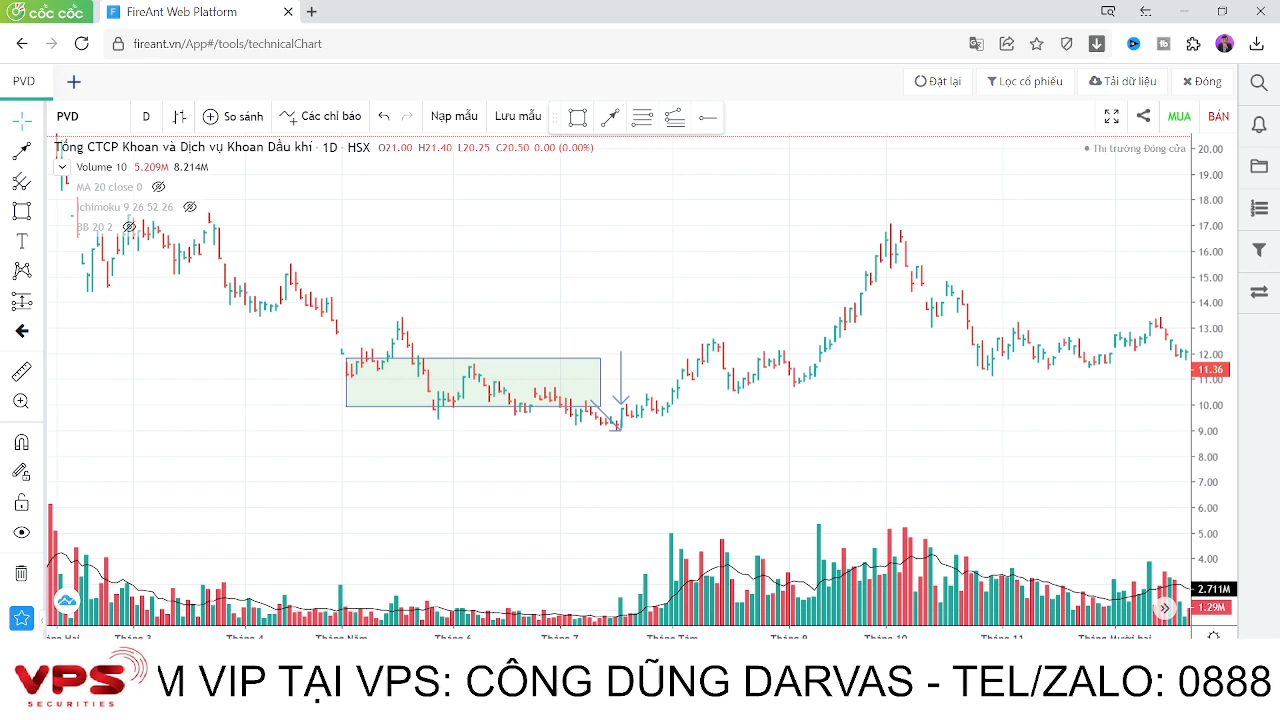 cốc cốc
FireAnt Web Platform
fireant.vn/App#/tools/technicalChart
PVD
Đặt lại
Lọc cổ phiếu
Tải dữ liệu
Đóng
PVD
D
So sánh
Các chỉ báo
Nạp mẫu
Lưu mẫu
MUA
BÁN
Tổng CTCP Khoan và Dịch vụ Khoan Dầu khí · 1D · HSX O21.00 H21.40 L20.25 C20.50 0.00 (0.00%)
Thị trường Đóng cửa
Volume 10 5.209M 8.214M
MA 20 close 0
Ichimoku 9 26 52 26
BB 20 2
20.00
19.00
18.00
17.00
16.00
15.00
14.00
13.00
12.00
11.36
11.00
10.00
9.00
8.00
7.00
6.00
5.00
4.00
2.711M
1.29M
Tháng 3
Tháng 4
Tháng Năm
Tháng 6
Tháng 7
Tháng Tám
Tháng 9
Tháng 10
Tháng 11
Tháng Mười hai
VPS
SECURITIES
M VIP TẠI VPS: CÔNG DŨNG DARVAS - TEL/ZALO: 0888